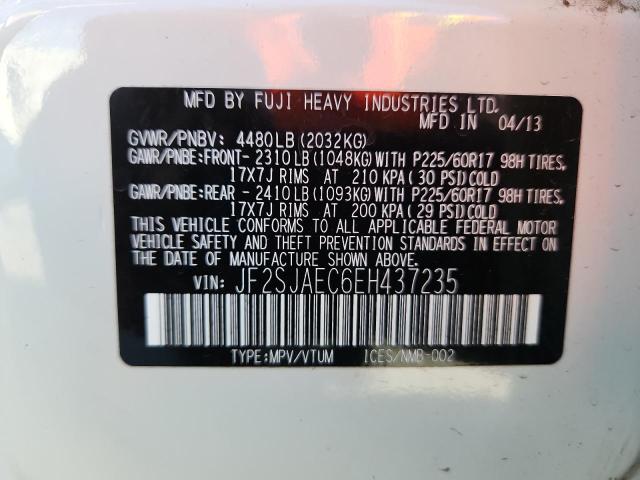 MFD BY FUJI HEAVY INDUSTRIES LTD.
MFD IN 04/13
GVWR/PNBV: 4480LB(2032KG)
GAWR/PNBE:FRONT-2310LB(1048KG)WITH P225/60R17 98H TIRES,
17X7J RIMS AT 210 KPA(30 PSI)COLD
GAWR/PNBE:REAR -2410LB(1093KG)WITH P225/60R17 98H TIRES,
17X7J RIMS AT 200 KPA(29 PSI)COLD
THIS VEHICLE CONFORMS TO ALL APPLICABLE FEDERAL MOTOR
VEHICLE SAFETY AND THEFT PREVENTION STANDARDS IN EFFECT ON
THE DATE OF MANUFACTURE SHOWN ABOVE.
VIN: JF2SJAEC6EH437235
TYPE:MPV/VTUM ICES/NMB-002